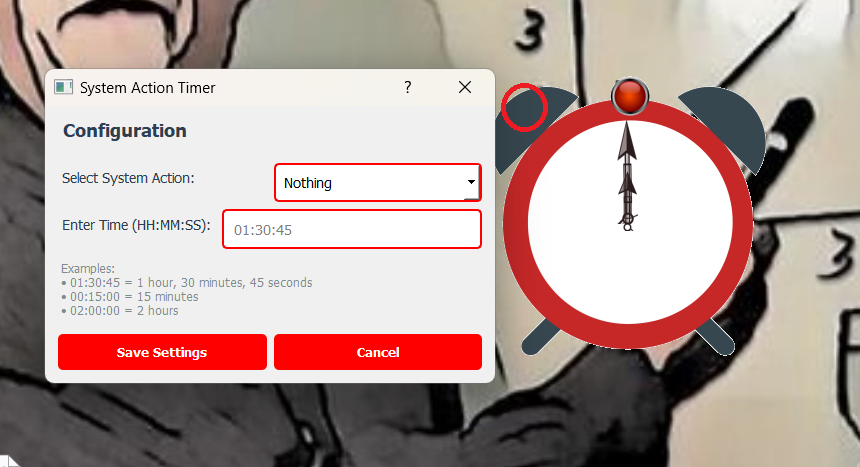 System Action Timer
?
Configuration
Select System Action:
Nothing
Enter Time (HH:MM:SS):
01:30:45
Examples:
• 01:30:45 = 1 hour, 30 minutes, 45 seconds
• 00:15:00 = 15 minutes
• 02:00:00 = 2 hours
Save Settings
Cancel
3
3